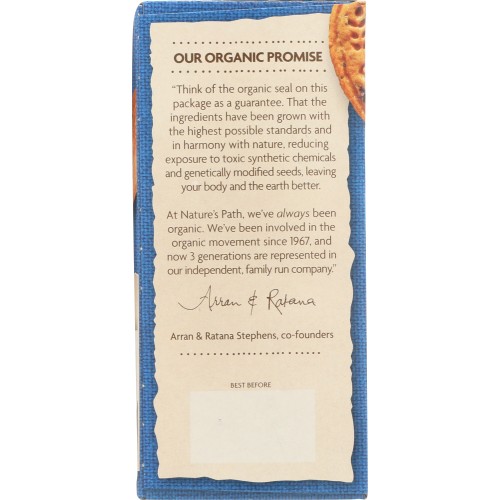 OUR ORGANIC PROMISE
“Think of the organic seal on this
package as a guarantee. That the
ingredients have been grown with
the highest possible standards and
in harmony with nature, reducing
exposure to toxic synthetic chemicals
and genetically modified seeds, leaving
your body and the earth better.
At Nature's Path, we've always been
organic. We've been involved in the
organic movement since 1967, and
now 3 generations are represented in
our independent, family run company.”
Arran & Ratana
Arran & Ratana Stephens, co-founders
BEST BEFORE